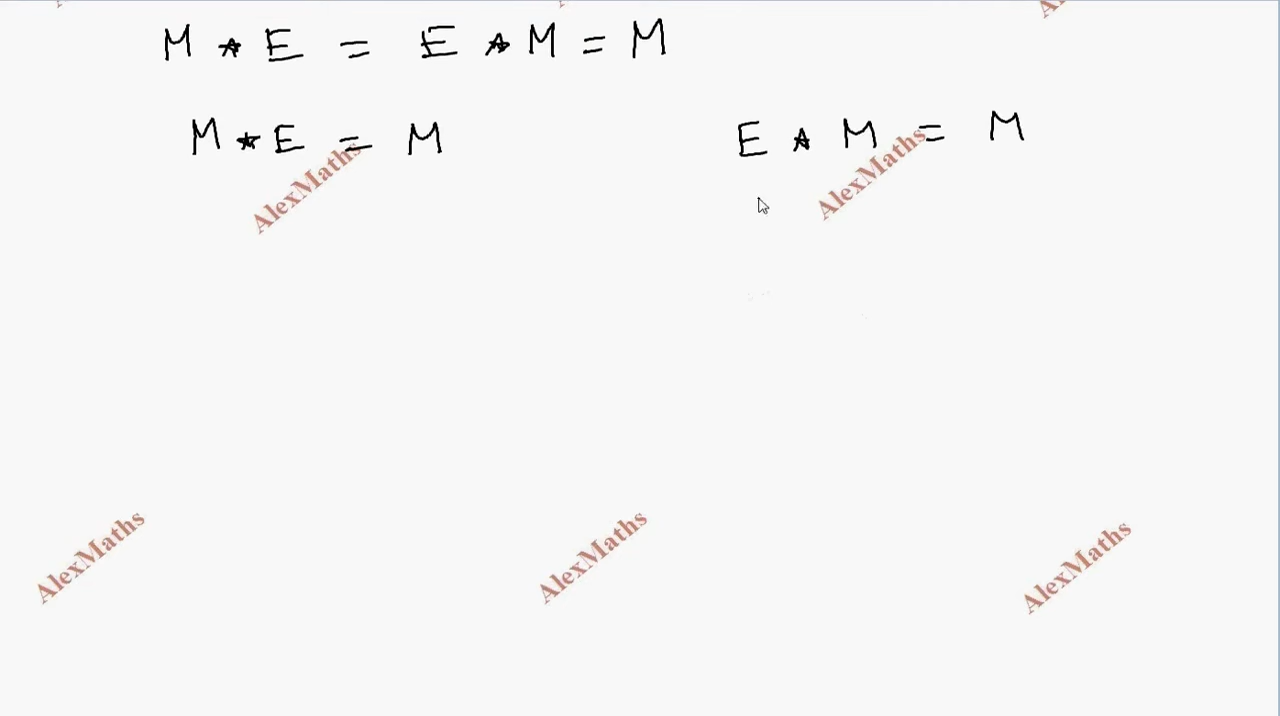 M * E = E * M = M
M * E = M    E * M = M
AlexMaths AlexMaths
AlexMaths AlexMaths AlexMaths